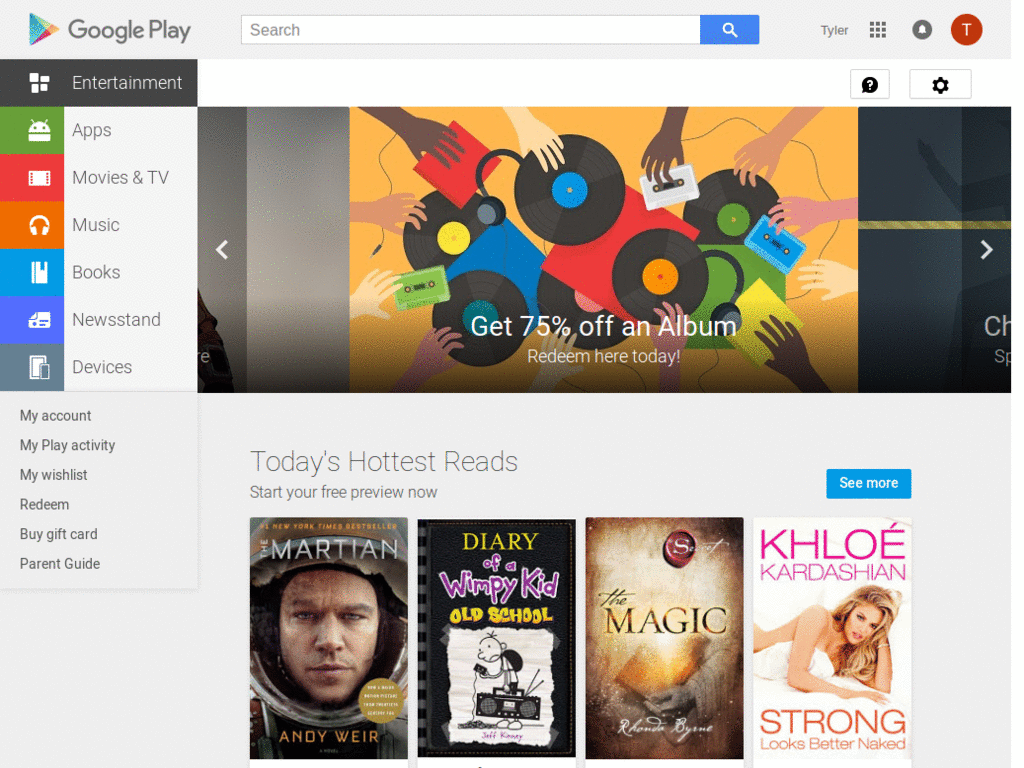 Google Play
Search
Tyler
T
Entertainment
Apps
Movies & TV
Music
Books
Newsstand
Devices
My account
My Play activity
My wishlist
Redeem
Buy gift card
Parent Guide
re
Get 75% off an Album
Redeem here today!
Ch
Sp
Today's Hottest Reads
Start your free preview now
See more
#1 NEW YORK TIMES BESTSELLER
THE
MARTIAN
NOW A MAJOR
MOTION PICTURE
FROM TWENTIETH
CENTURY FOX
ANDY WEIR
A NOVEL
DIARY
of a
Wimpy Kid
OLD SCHOOL
Jeff Kinney
The Secret
the
MAGIC
Rhonda Byrne
KHLOÉ
KARDASHIAN
STRONG
Looks Better Naked